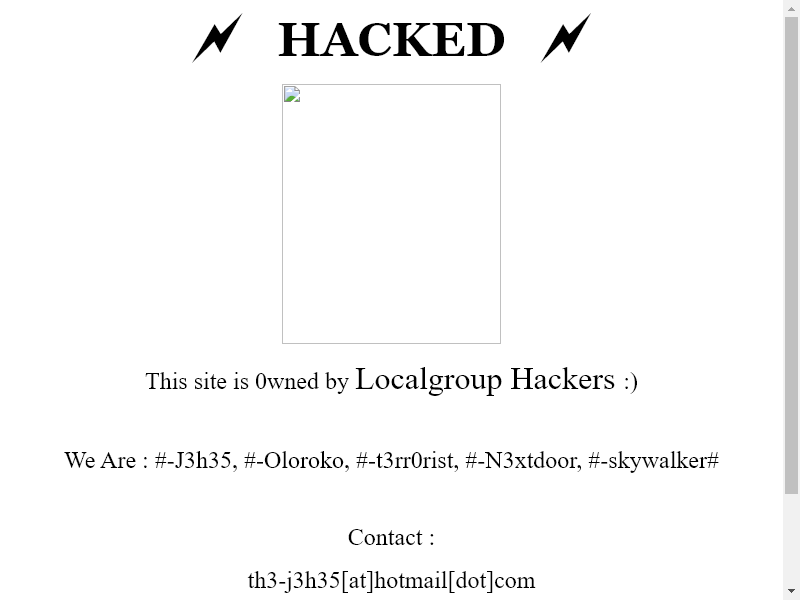 HACKED
This site is 0wned by Localgroup Hackers :)
We Are : #-J3h35, #-Oloroko, #-t3rr0rist, #-N3xtdoor, #-skywalker#
Contact :
th3-j3h35[at]hotmail[dot]com